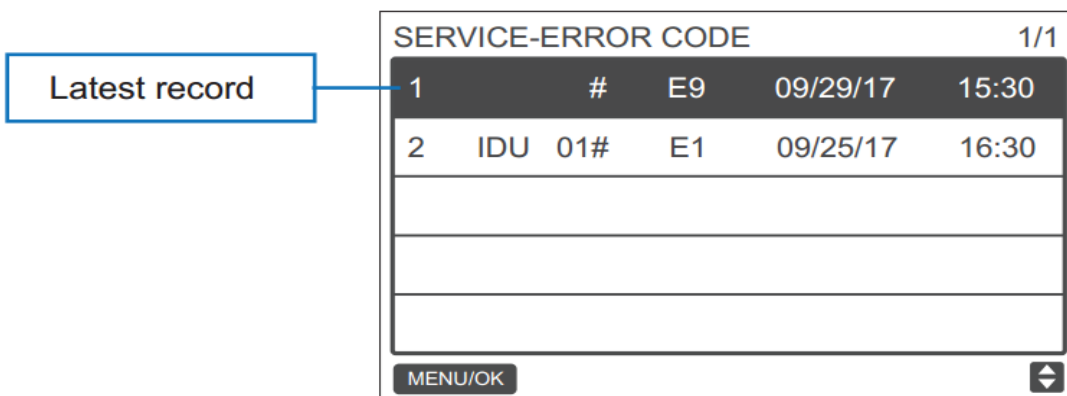 SERVICE-ERROR CODE 1/1
Latest record
1 # E9 09/29/17 15:30
2 IDU 01# E1 09/25/17 16:30
MENU/OK